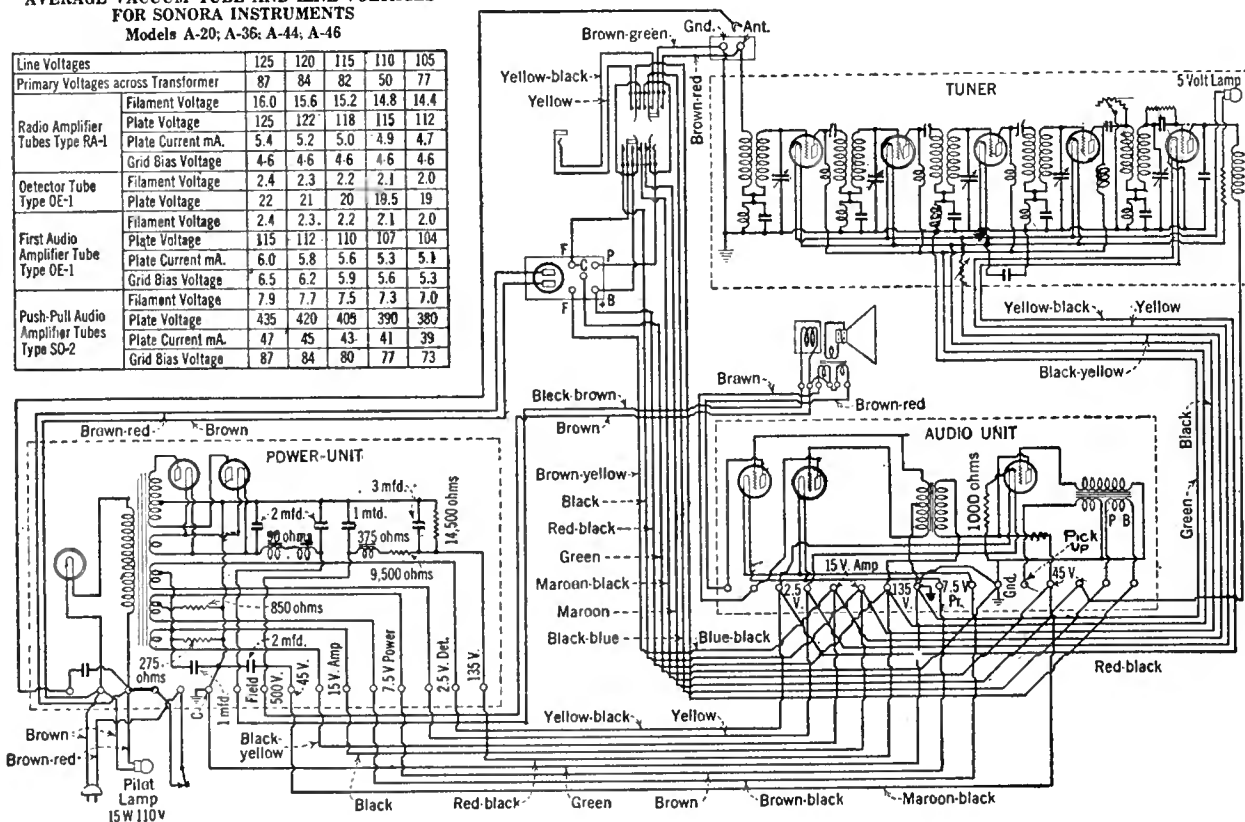 AVERAGE VACUUM TUBE AND LINE VOLTAGES
FOR SONORA INSTRUMENTS
Models A-20; A-36; A-44; A-46
Line Voltages 125 120 115 110 105
Primary Voltages across Transformer 87 84 82 50 77
Radio Amplifier Tubes Type RA-1
Filament Voltage 16.0 15.6 15.2 14.8 14.4
Plate Voltage 125 122 118 115 112
Plate Current mA. 5.4 5.2 5.0 4.9 4.7
Grid Bias Voltage 4.6 4.6 4.6 4.6 4.6
Detector Tube Type OE-1
Filament Voltage 2.4 2.3 2.2 2.1 2.0
Plate Voltage 22 21 20 19.5 19
First Audio Amplifier Tube Type OE-1
Filament Voltage 2.4 2.3 2.2 2.1 2.0
Plate Voltage 115 112 110 107 104
Plate Current mA. 6.0 5.8 5.6 5.3 5.1
Grid Bias Voltage 6.5 6.2 5.9 5.6 5.3
Push-Pull Audio Amplifier Tubes Type SO-2
Filament Voltage 7.9 7.7 7.5 7.3 7.0
Plate Voltage 435 420 405 390 380
Plate Current mA. 47 45 43 41 39
Grid Bias Voltage 87 84 80 77 73
Brown-green
Gnd.
Ant.
Yellow-black
Yellow
Brown-red
TUNER
5 Volt Lamp
F
P
C
F
+B
Yellow-black
Yellow
Black-yellow
Brown
Brown-red
Bleck-brown
Brown
Brown-red
Brown
POWER-UNIT
3 mfd.
2 mfd.
1 mfd.
90 ohms
375 ohms
14,500 ohms
9,500 ohms
850 ohms
2 mfd.
275 ohms
C
1 mfd.
Field
500 V.
45 V.
15 V. Amp
7.5 V Power
2.5 V. Det.
135 V.
Brown-yellow
Black
Red-black
Green
Maroon-black
Maroon
Black-blue
Blue-black
AUDIO UNIT
1000 ohms
P
B
Pick up
15 V. Amp
2.5 V.
135 V.
7.5 V. Pr.
Gnd.
45 V.
Black
Green
Red-black
Yellow-black
Yellow
Black-yellow
Brown
Brown-red
Pilot Lamp
15 W 110 V
Black
Red-black
Green
Brown
Brown-black
Maroon-black